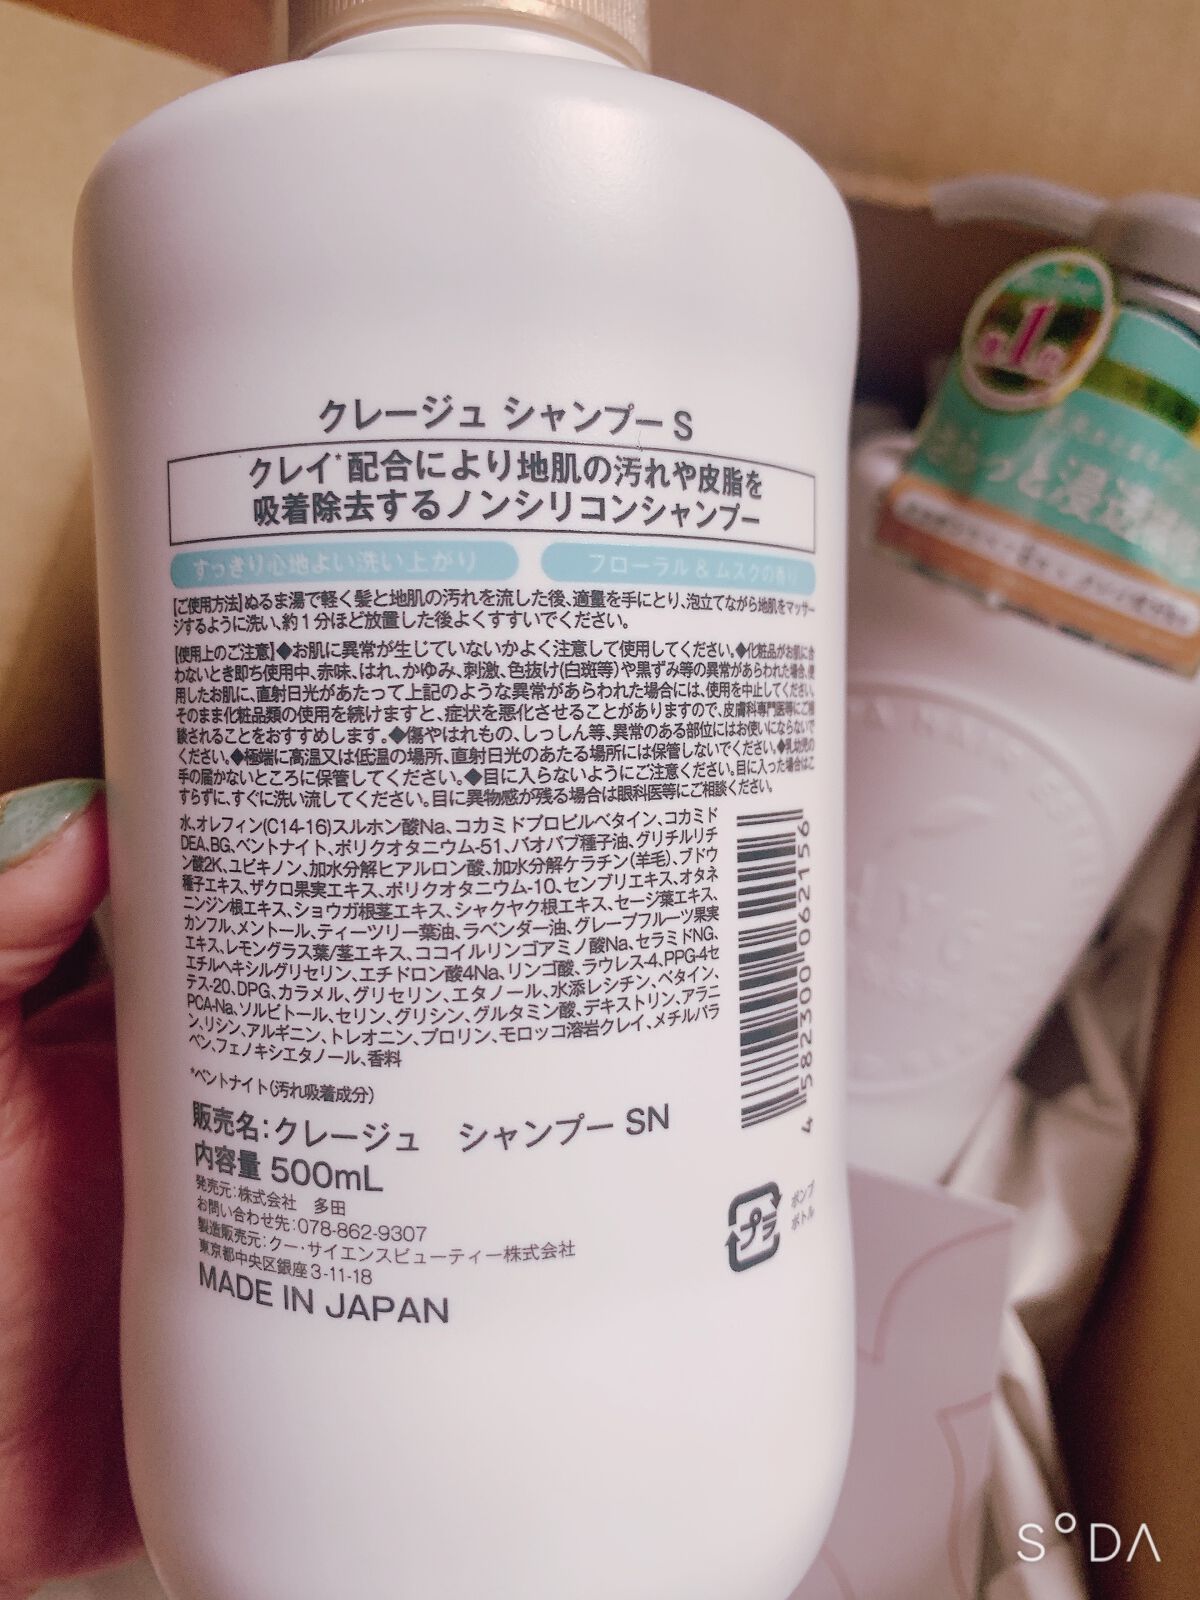 クレージュ シャンプー S
クレイ*配合により地肌の汚れや皮脂を
吸着除去するノンシリコンシャンプー
すっきり心地よい洗い上がり
フローラル&ムスクの香り
【ご使用方法】ぬるま湯で軽く髪と地肌の汚れを流した後、適量を手にとり、泡立てながら地肌をマッサー
ジするように洗い、約1分ほど放置した後よくすすいでください。
【使用上のご注意】◆お肌に異常が生じていないかよく注意して使用してください。◆化粧品がお肌に合
わないとき即ち使用中、赤味、はれ、かゆみ、刺激、色抜け(白斑等)や黒ずみ等の異常があらわれた場合、使
用したお肌に、直射日光があたって上記のような異常があらわれた場合には、使用を中止してください。
そのまま化粧品類の使用を続けますと、症状を悪化させることがありますので、皮膚科専門医等にご相
談されることをおすすめします。◆傷やはれもの、しっしん等、異常のある部位にはお使いにならないで
ください。◆極端に高温又は低温の場所、直射日光のあたる場所には保管しないでください。◆乳幼児の
手の届かないところに保管してください。◆目に入らないようにご注意ください。目に入った場合はこ
すらずに、すぐに洗い流してください。目に異物感が残る場合は眼科医等にご相談ください。
水、オレフィン(C14-16)スルホン酸Na、コカミドプロピルベタイン、コカミド
DEA、BG、ベントナイト、ポリクオタニウム-51、バオバブ種子油、グリチルリチ
ン酸2K、ユビキノン、加水分解ヒアルロン酸、加水分解ケラチン(羊毛)、ブドウ
種子エキス、ザクロ果実エキス、ポリクオタニウム-10、センブリエキス、オタネ
ニンジン根エキス、ショウガ根茎エキス、シャクヤク根エキス、セージ葉エキス、
カンフル、メントール、ティーツリー葉油、ラベンダー油、グレープフルーツ果実
エキス、レモングラス葉/茎エキス、ココイルリンゴアミノ酸Na、セラミドNG、
エチルヘキシルグリセリン、エチドロン酸4Na、リンゴ酸、ラウレス-4、PPG-4セ
テス-20、DPG、カラメル、グリセリン、エタノール、水添レシチン、ベタイン、
PCA-Na、ソルビトール、セリン、グリシン、グルタミン酸、デキストリン、アラニ
ン、リシン、アルギニン、トレオニン、プロリン、モロッコ溶岩クレイ、メチルパラ
ベン、フェノキシエタノール、香料
*ベントナイト(汚れ吸着成分)
販売名:クレージュ シャンプー SN
内容量 500mL
発売元:株式会社 多田
お問い合わせ先:078-862-9307
製造販売元:クー・サイエンスビューティー株式会社
東京都中央区銀座3-11-18
MADE IN JAPAN
4 582300 062156
プラ
ポンプ
ボトル
第1位
っと浸透
SODA